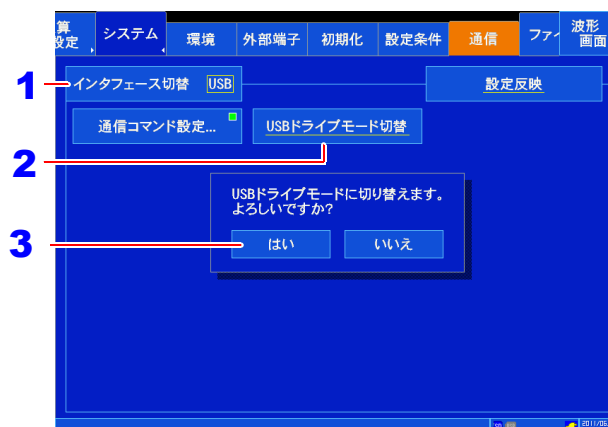 算
設定
システム
環境
外部端子
初期化
設定条件
通信
ファイ
波形
画面
1
インタフェース切替 USB
設定反映
通信コマンド設定...
USBドライブモード切替
2
USBドライブモードに切り替えます。
よろしいですか?
3
はい
いいえ
2011/06